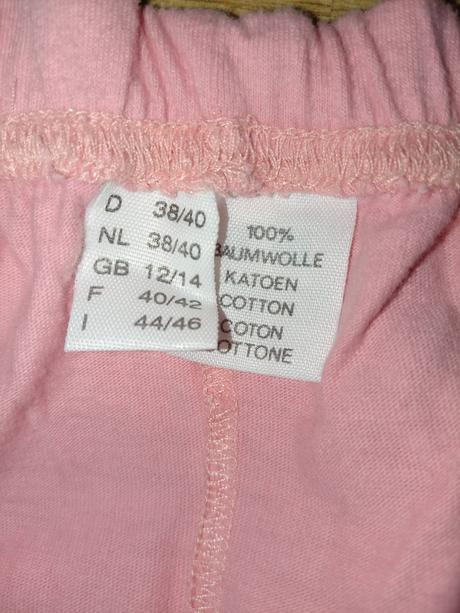 D 38/40
NL 38/40
GB 12/14
F 40/42
I 44/46
100%
BAUMWOLLE
KATOEN
COTTON
COTON
COTTONE